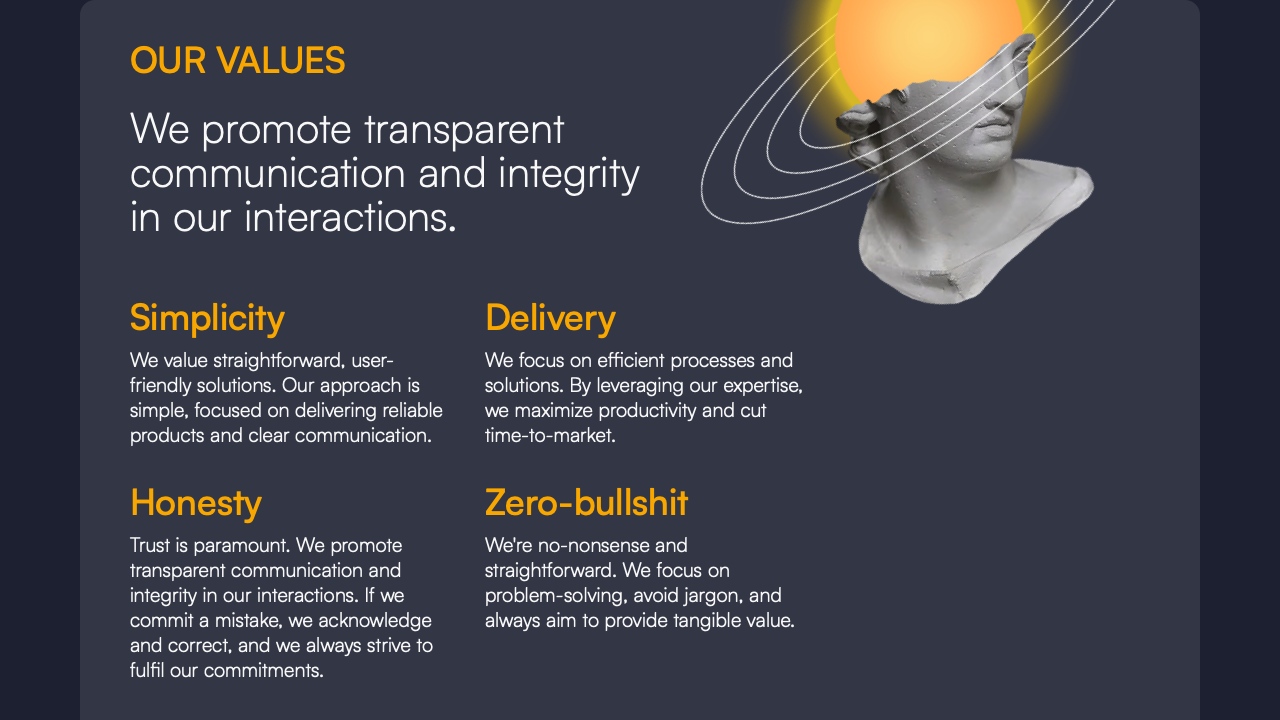 OUR VALUES
We promote transparent
communication and integrity
in our interactions.
Simplicity
We value straightforward, user-
friendly solutions. Our approach is
simple, focused on delivering reliable
products and clear communication.
Delivery
We focus on efficient processes and
solutions. By leveraging our expertise,
we maximize productivity and cut
time-to-market.
Honesty
Trust is paramount. We promote
transparent communication and
integrity in our interactions. If we
commit a mistake, we acknowledge
and correct, and we always strive to
fulfil our commitments.
Zero-bullshit
We're no-nonsense and
straightforward. We focus on
problem-solving, avoid jargon, and
always aim to provide tangible value.